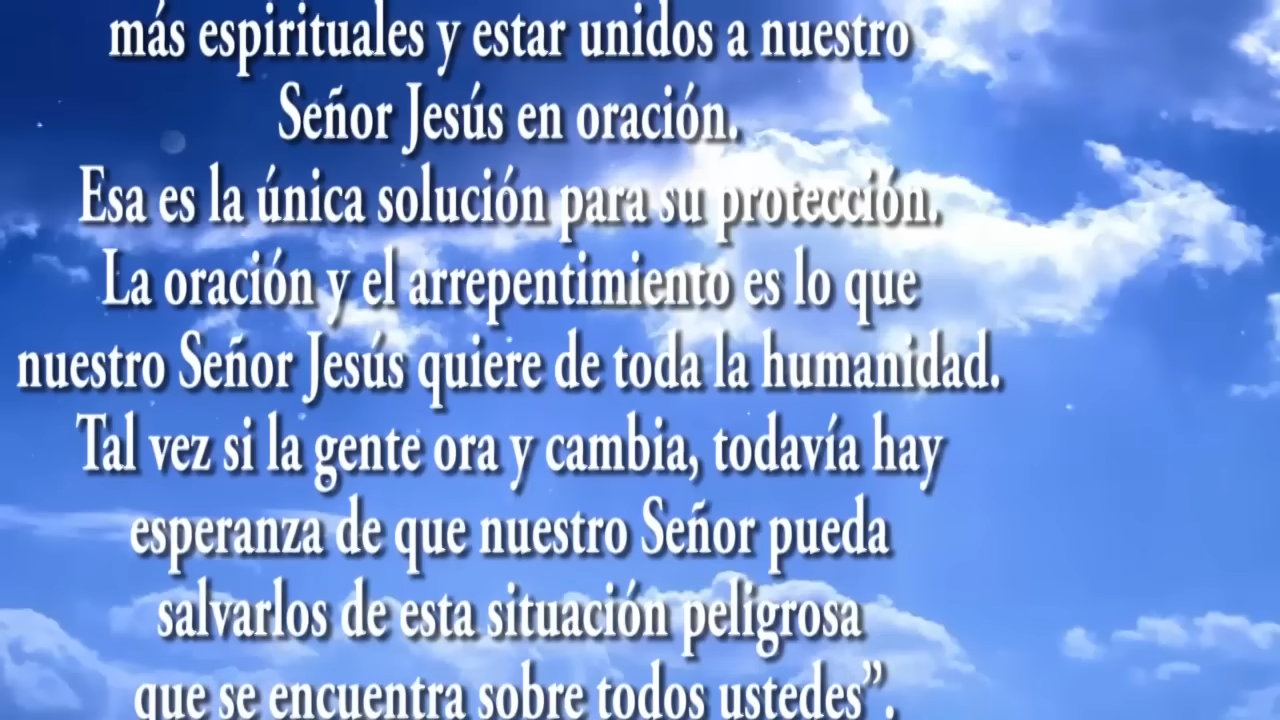 más espirituales y estar unidos a nuestro
Señor Jesús en oración.
Esa es la única solución para su protección.
La oración y el arrepentimiento es lo que
nuestro Señor Jesús quiere de toda la humanidad.
Tal vez si la gente ora y cambia, todavía hay
esperanza de que nuestro Señor pueda
salvarlos de esta situación peligrosa
que se encuentra sobre todos ustedes”.